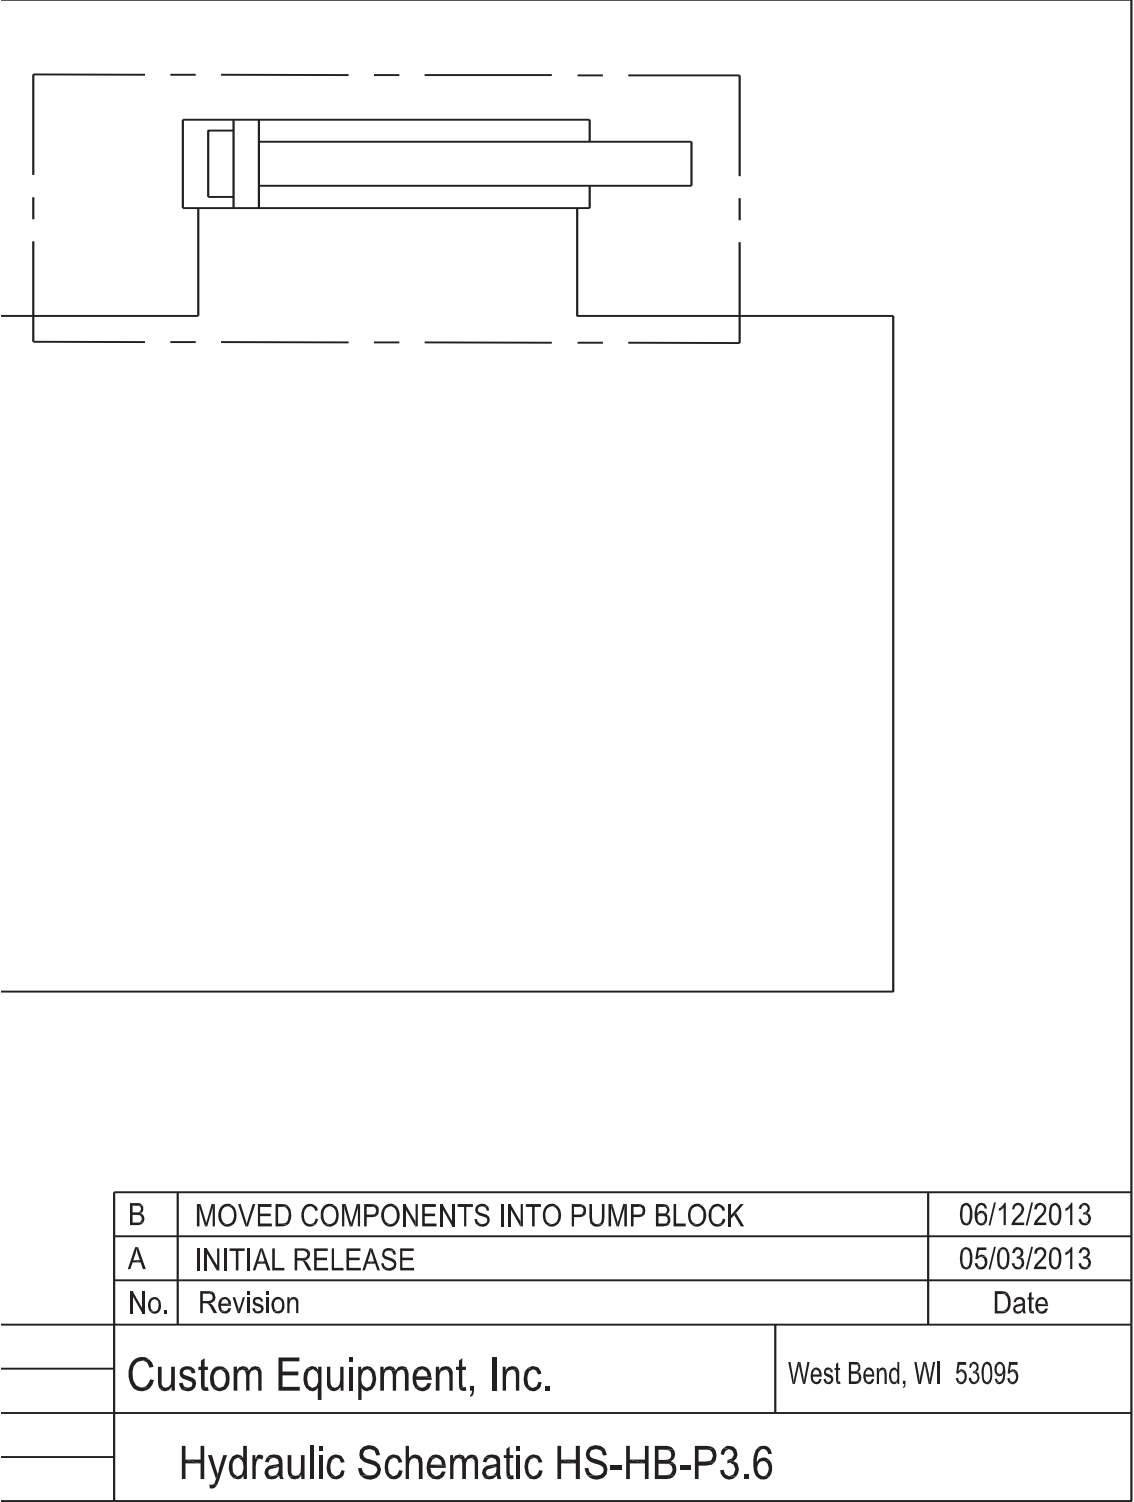 B MOVED COMPONENTS INTO PUMP BLOCK 06/12/2013
A INITIAL RELEASE 05/03/2013
No. Revision Date
Custom Equipment, Inc. West Bend, WI 53095
Hydraulic Schematic HS-HB-P3.6